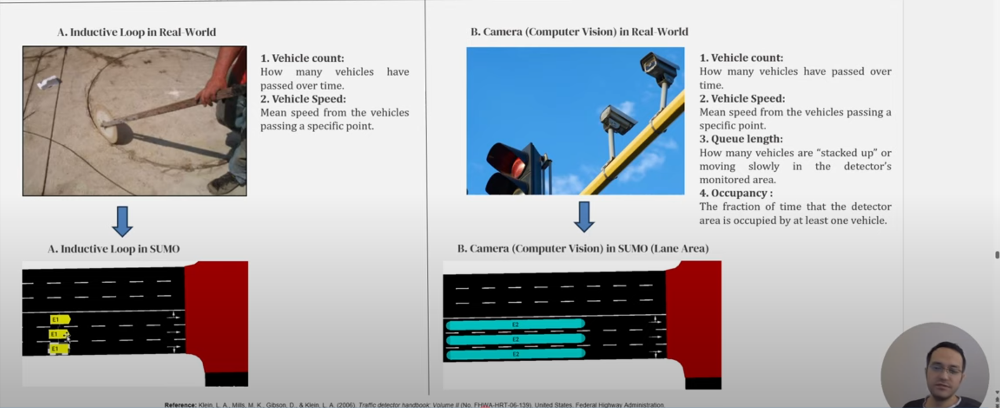 A. Inductive Loop in Real-World
1. Vehicle count:
How many vehicles have
passed over time.
2. Vehicle Speed:
Mean speed from the vehicles
passing a specific point.
A. Inductive Loop in SUMO
E1
E1
E1
B. Camera (Computer Vision) in Real-World
1. Vehicle count:
How many vehicles have passed over
time.
2. Vehicle Speed:
Mean speed from the vehicles passing a
specific point.
3. Queue length:
How many vehicles are “stacked up” or
moving slowly in the detector’s
monitored area.
4. Occupancy :
The fraction of time that the detector
area is occupied by at least one vehicle.
B. Camera (Computer Vision) in SUMO (Lane Area)
E2
E2
E2
Reference: Klein, L. A., Mills, M. K., Gibson, D., & Klein, L. A. (2006). Traffic detector handbook: Volume II (No. FHWA-HRT-06-139). United States. Federal Highway Administration.